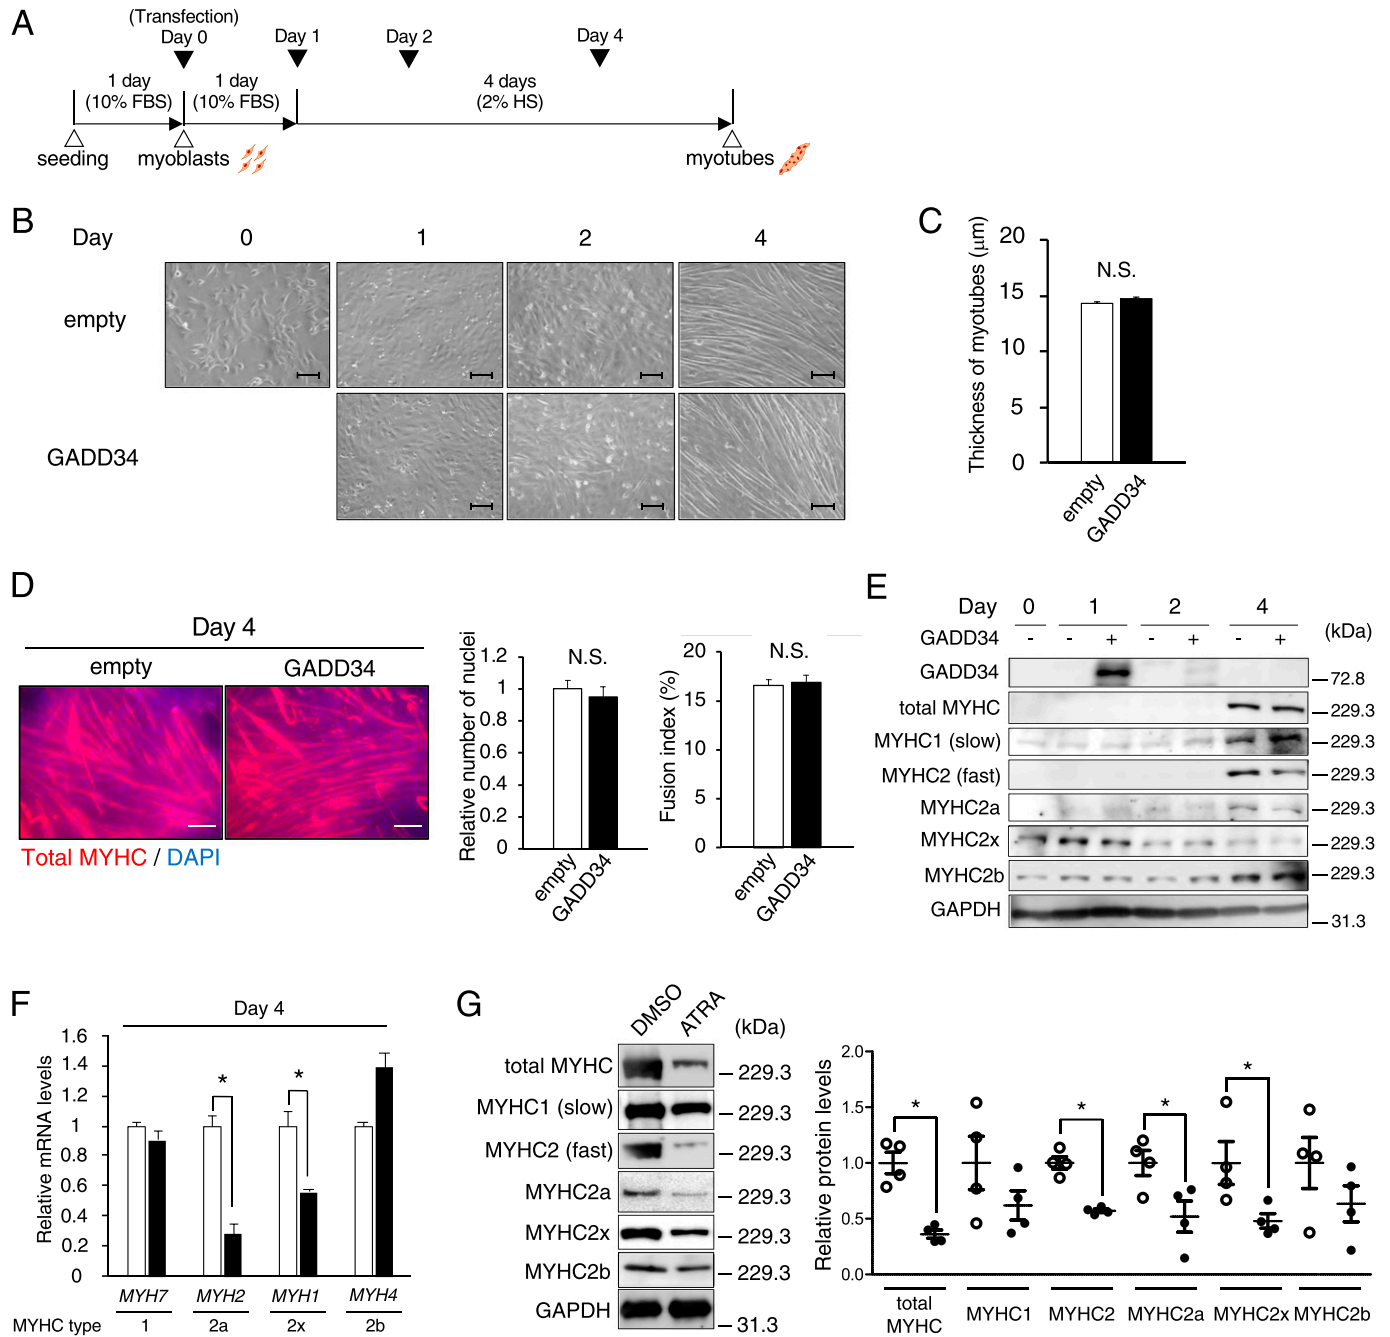 A
(Transfection)
Day 0
Day 1
Day 2
Day 4
1 day
(10% FBS)
1 day
(10% FBS)
4 days
(2% HS)
seeding
myoblasts
myotubes
B
Day 0 1 2 4
empty
GADD34
C
Thickness of myotubes (μm)
20
15
10
5
0
N.S.
empty
GADD34
D
Day 4
empty GADD34
Total MYHC / DAPI
Relative number of nuclei
1.2
1
0.8
0.6
0.4
0.2
0
N.S.
empty
GADD34
Fusion index (%)
20
15
10
5
0
N.S.
empty
GADD34
E
Day 0 1 2 4
GADD34 - - + - + - + (kDa)
GADD34 72.8
total MYHC 229.3
MYHC1 (slow) 229.3
MYHC2 (fast) 229.3
MYHC2a 229.3
MYHC2x 229.3
MYHC2b 229.3
GAPDH 31.3
F
Day 4
Relative mRNA levels
1.6
1.4
1.2
1
0.8
0.6
0.4
0.2
0
* *
MYH7 MYH2 MYH1 MYH4
MYHC type 1 2a 2x 2b
G
DMSO ATRA (kDa)
total MYHC 229.3
MYHC1 (slow) 229.3
MYHC2 (fast) 229.3
MYHC2a 229.3
MYHC2x 229.3
MYHC2b 229.3
GAPDH 31.3
Relative protein levels
2.0
1.5
1.0
0.5
0.0
* * * *
total
MYHC
MYHC1 MYHC2 MYHC2a MYHC2x MYHC2b